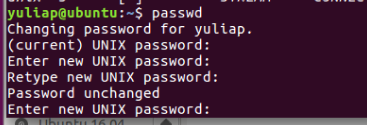 yuliap@ubuntu:~$ passwd
Changing password for yuliap.
(current) UNIX password:
Enter new UNIX password:
Retype new UNIX password:
Password unchanged
Enter new UNIX password:
Ubuntu 16.04